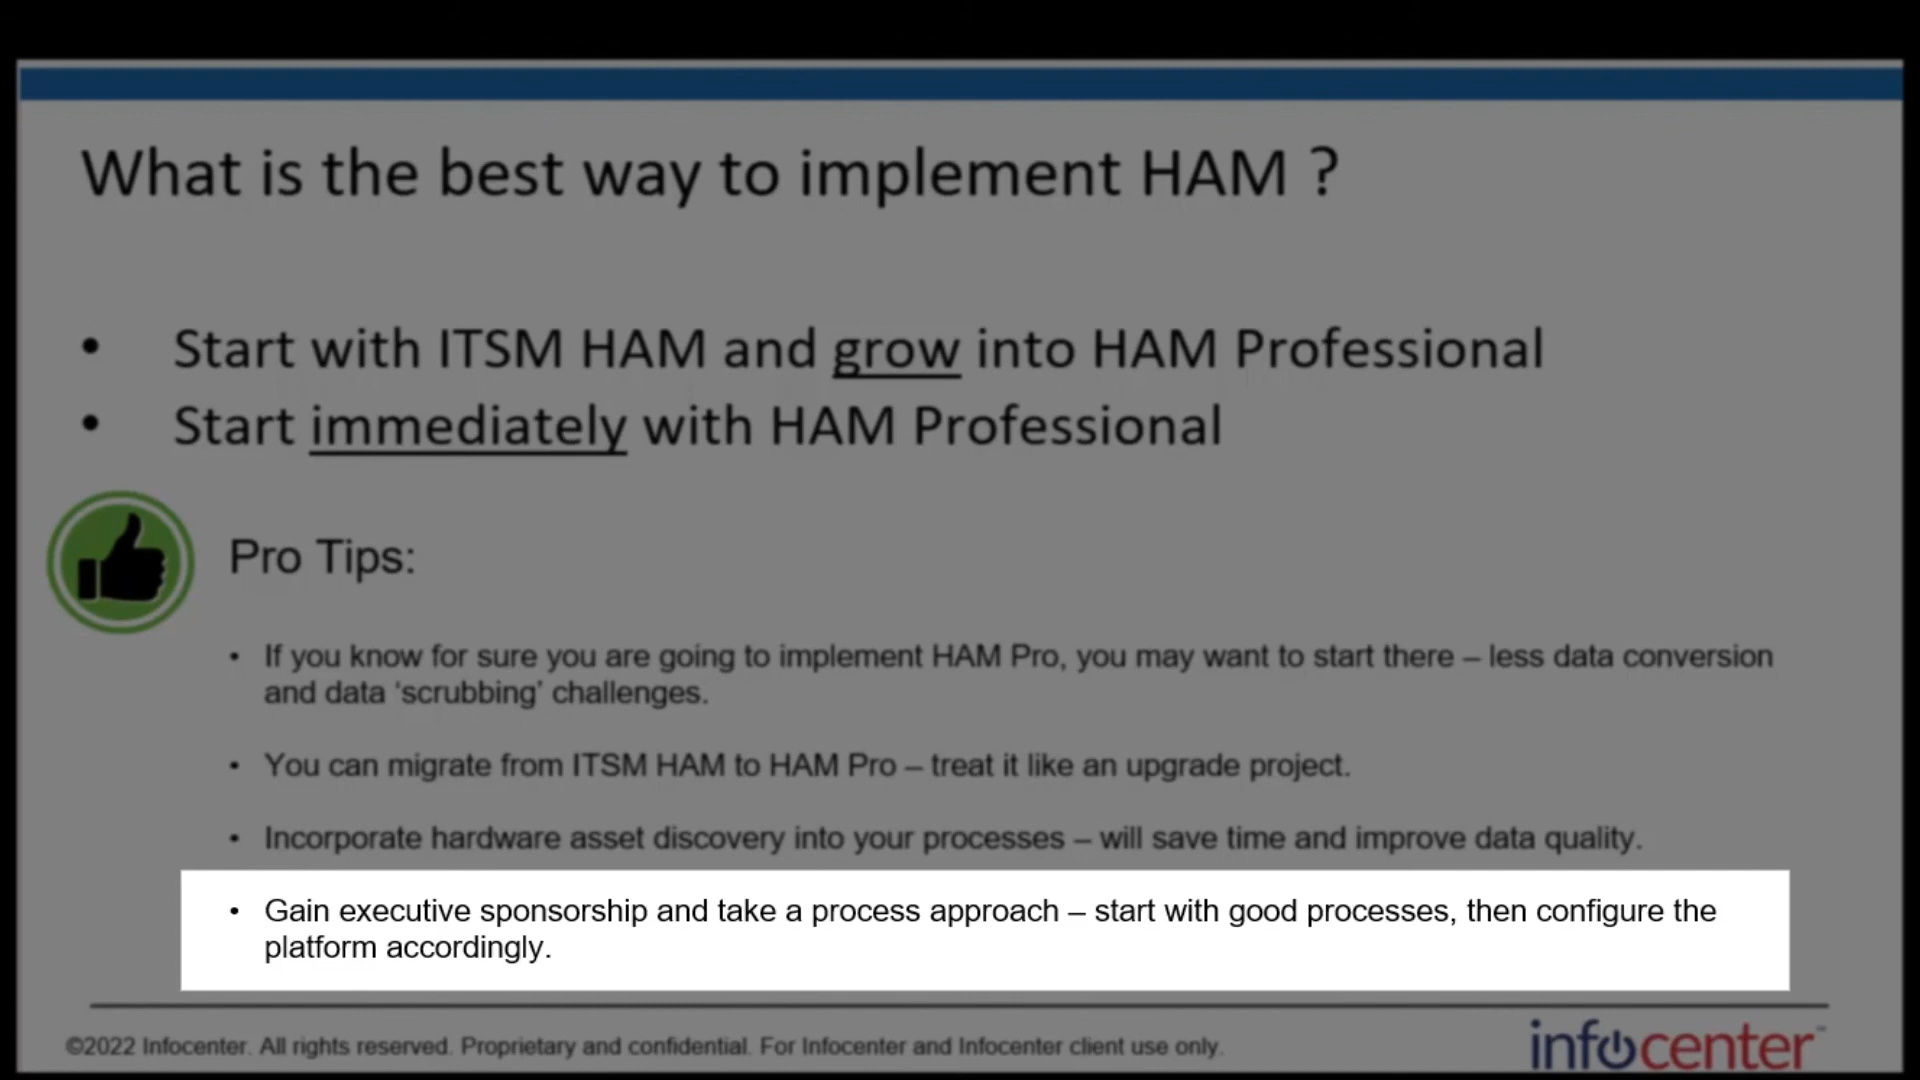 What is the best way to implement HAM ?
• Start with ITSM HAM and grow into HAM Professional
• Start immediately with HAM Professional
Pro Tips:
• If you know for sure you are going to implement HAM Pro, you may want to start there – less data conversion
and data ‘scrubbing’ challenges.
• You can migrate from ITSM HAM to HAM Pro – treat it like an upgrade project.
• Incorporate hardware asset discovery into your processes – will save time and improve data quality.
• Gain executive sponsorship and take a process approach – start with good processes, then configure the
platform accordingly.
©2022 Infocenter. All rights reserved. Proprietary and confidential. For Infocenter and Infocenter client use only.
infocenter™